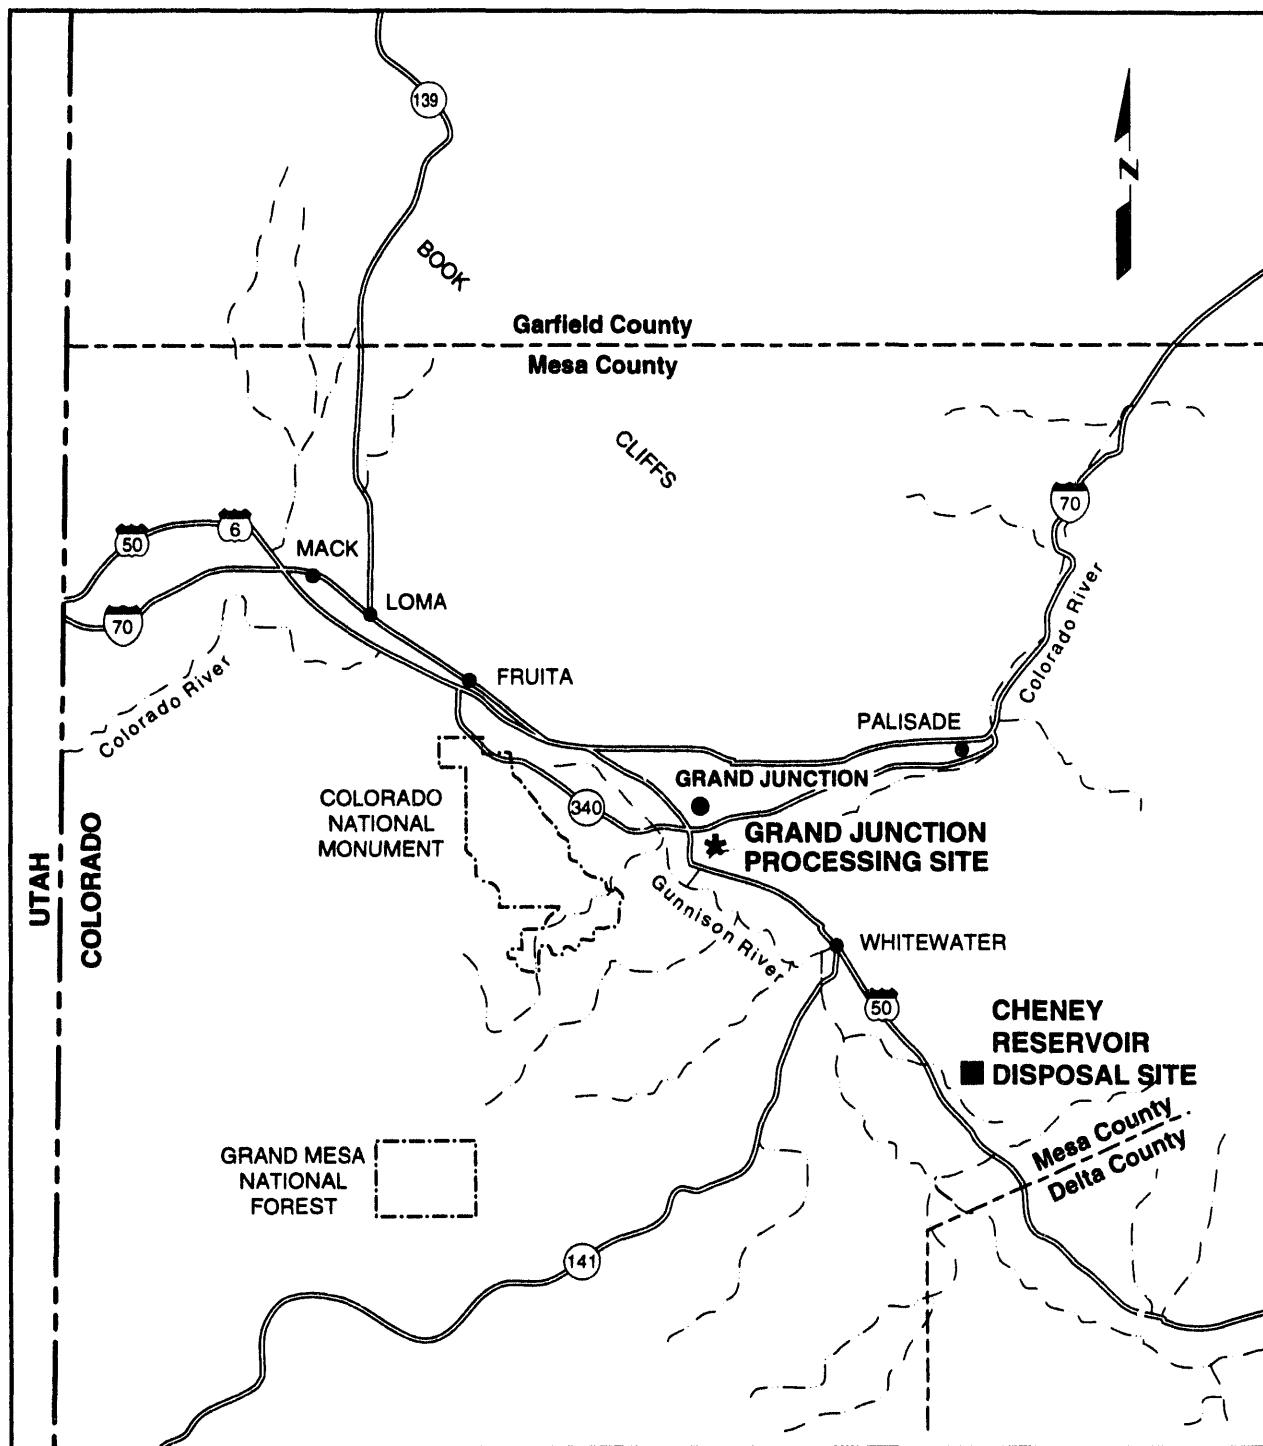 139
N
BOOK
Garfield County
Mesa County
CLIFFS
70
50
6
MACK
LOMA
70
Colorado River
FRUITA
Colorado River
PALISADE
GRAND JUNCTION
COLORADO
NATIONAL
MONUMENT
340
GRAND JUNCTION
PROCESSING SITE
UTAH
COLORADO
Gunnison River
WHITEWATER
50
CHENEY
RESERVOIR
DISPOSAL SITE
Mesa County
Delta County
GRAND MESA
NATIONAL
FOREST
141